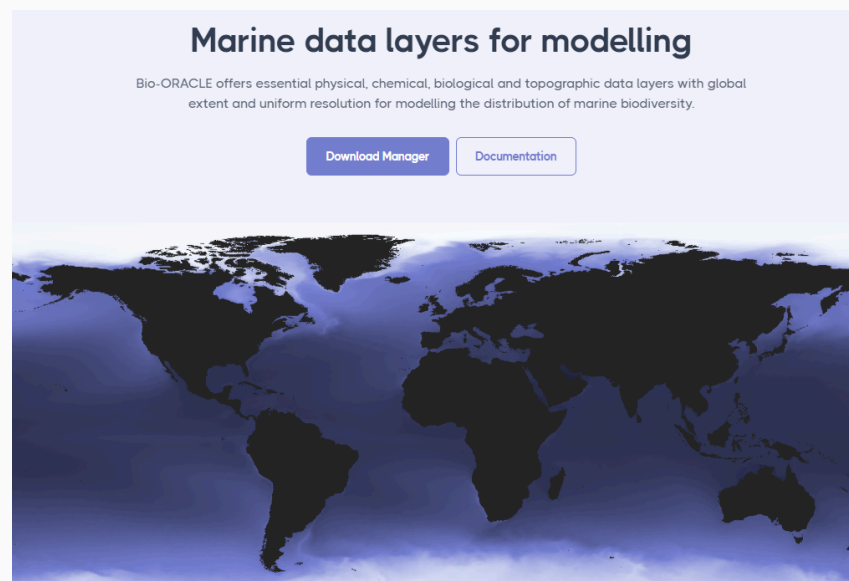 Marine data layers for modelling
Bio-ORACLE offers essential physical, chemical, biological and topographic data layers with global
extent and uniform resolution for modelling the distribution of marine biodiversity.
Download Manager
Documentation